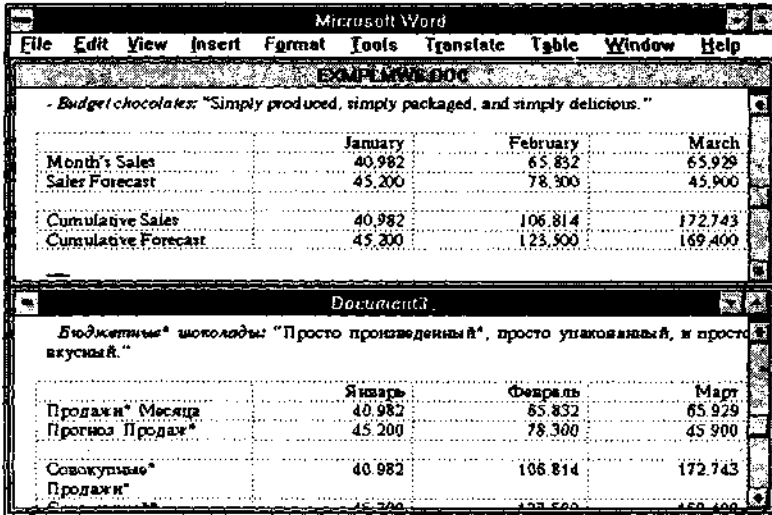 Microsoft Word
File Edit View Insert Format Tools Translate Table Window Help
EXMPLMWS.DOC
- Budget chocolates: "Simply produced, simply packaged, and simply delicious."
January February March
Month's Sales 40,982 65,832 65,929
Sales Forecast 45,200 78,300 45,900
Cumulative Sales 40,982 106,814 172,743
Cumulative Forecast 45,200 123,500 169,400
Document3
Бюджетные* шоколады: "Просто произведенный*, просто упакованный, и просто
вкусный."
Январь Февраль Март
Продажи* Месяца 40.982 65.832 65.929
Прогноз Продаж* 45.200 78.300 45.900
Совокупные* 40.982 106.814 172.743
Продажи*